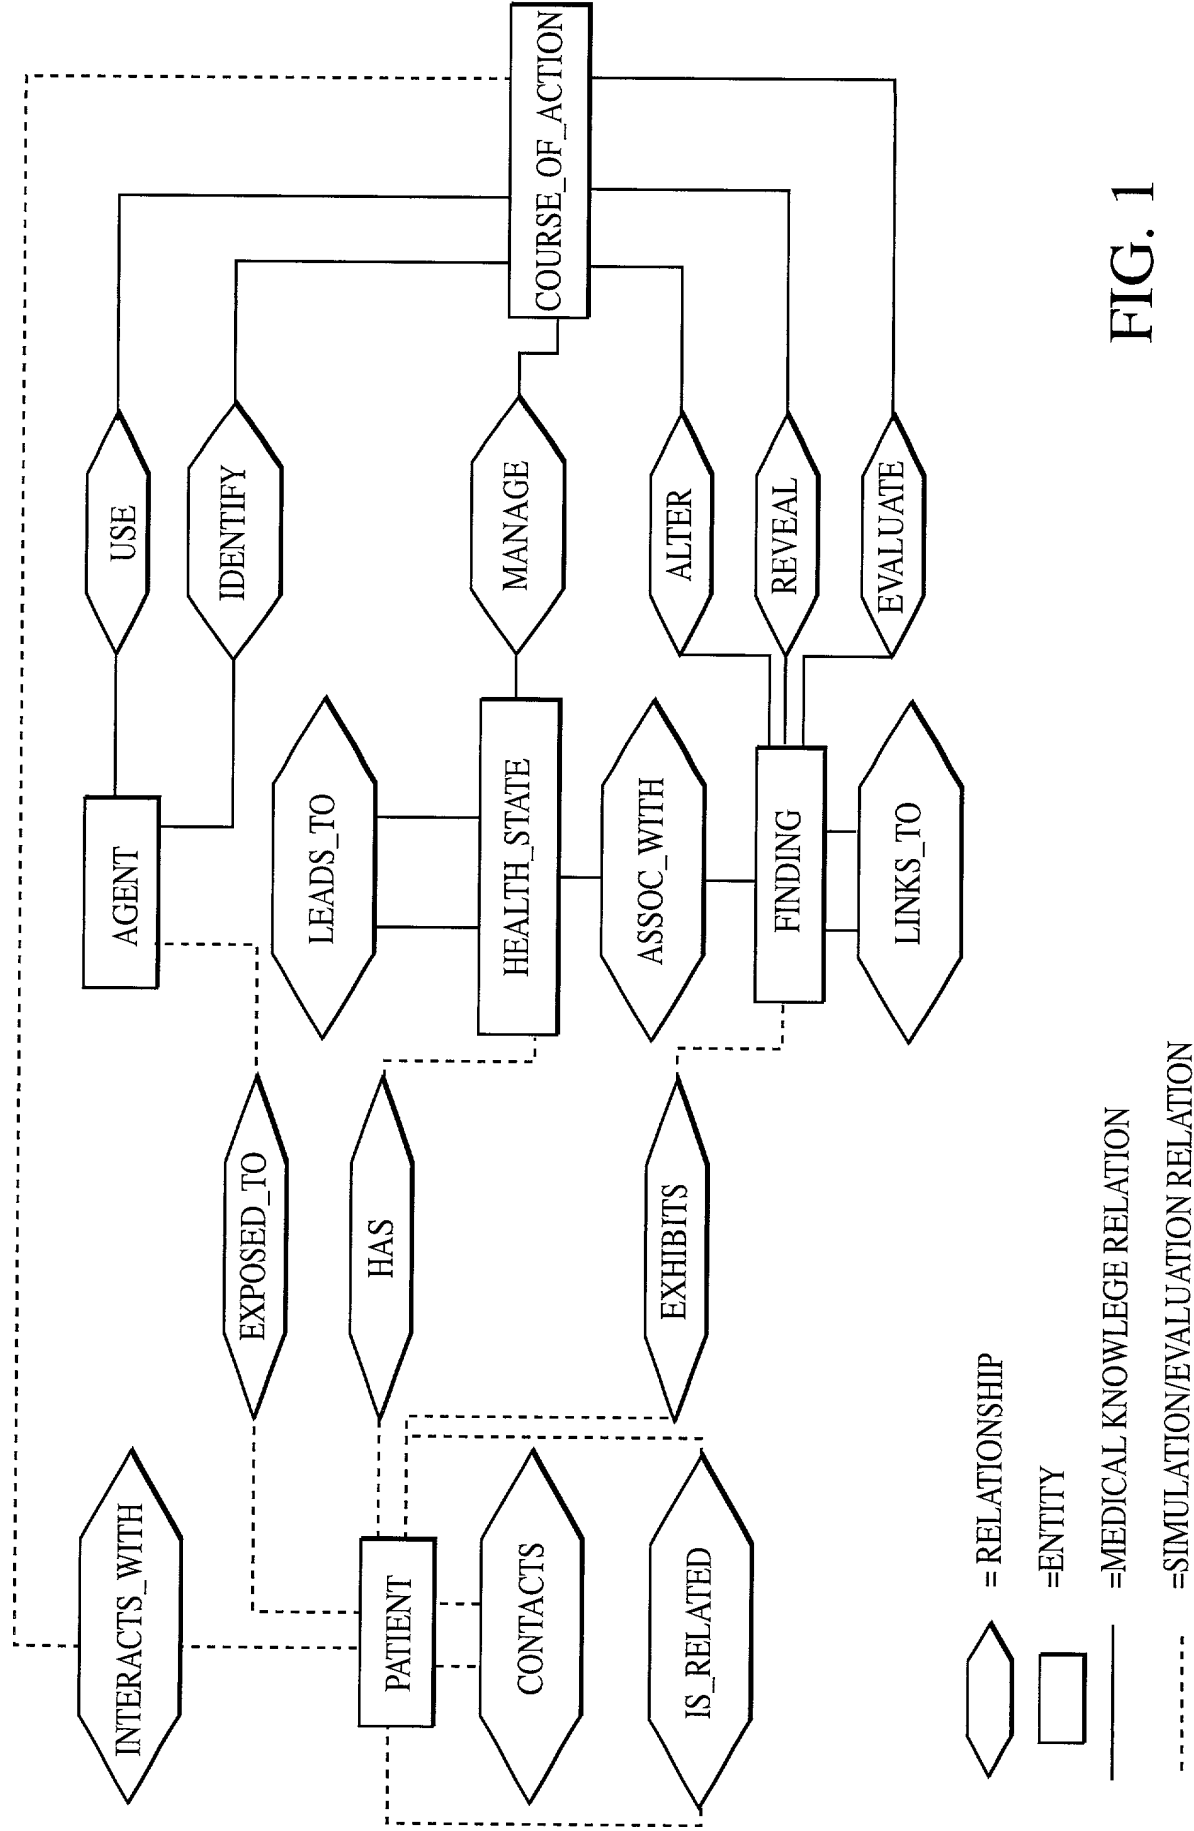 INTERACTS_WITH
USE
AGENT
IDENTIFY
EXPOSED_TO
LEADS_TO
HAS
PATIENT
HEALTH_STATE
MANAGE
COURSE_OF_ACTION
CONTACTS
ASSOC_WITH
ALTER
EXHIBITS
IS_RELATED
FINDING
REVEAL
LINKS_TO
EVALUATE
= RELATIONSHIP
=ENTITY
=MEDICAL KNOWLEGE RELATION
=SIMULATION/EVALUATION RELATION
FIG. 1